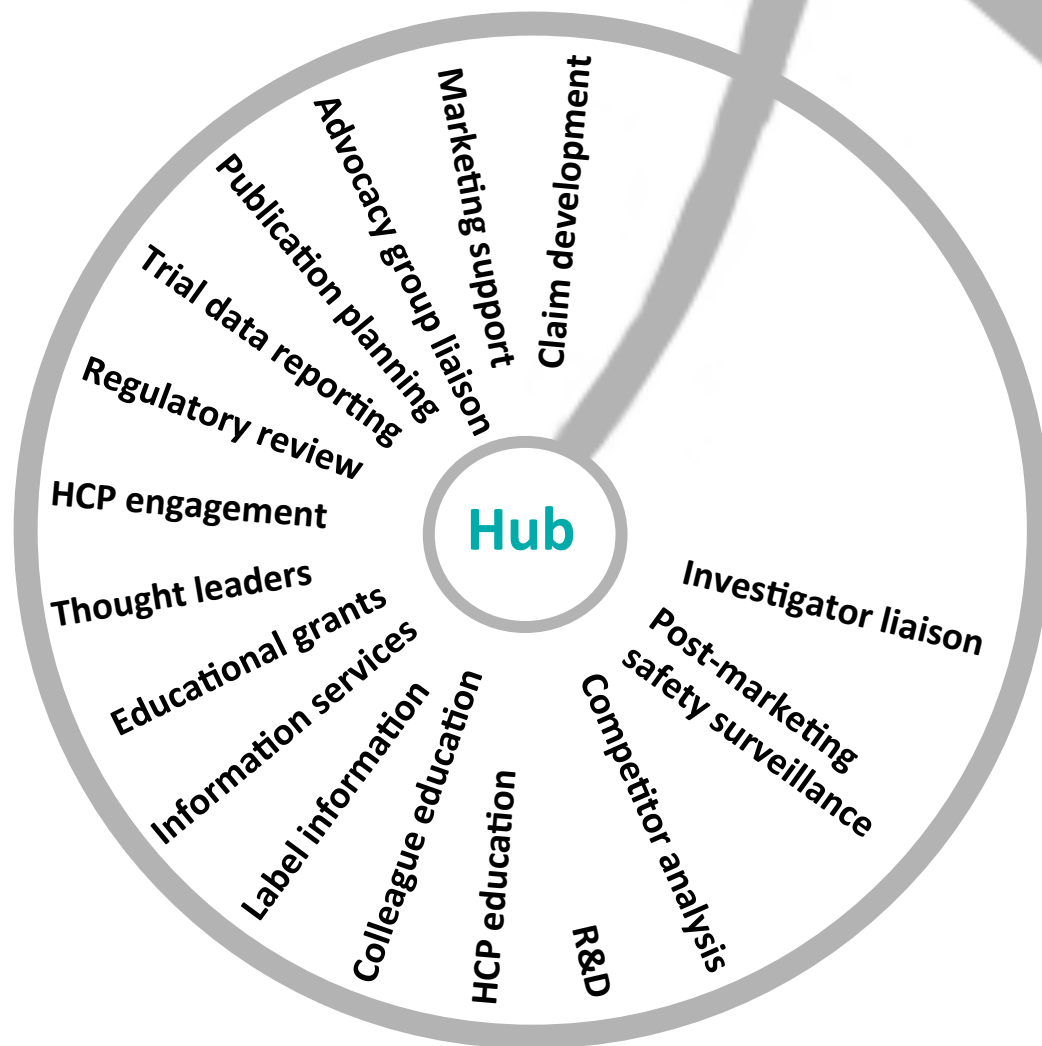 Claim development
Marketing support
Advocacy group liaison
Publication planning
Trial data reporting
Regulatory review
HCP engagement
Thought leaders
Educational grants
Information services
Label information
Colleague education
HCP education
R&D
Competitor analysis
Post-marketing
safety surveillance
Investigator liaison
Hub